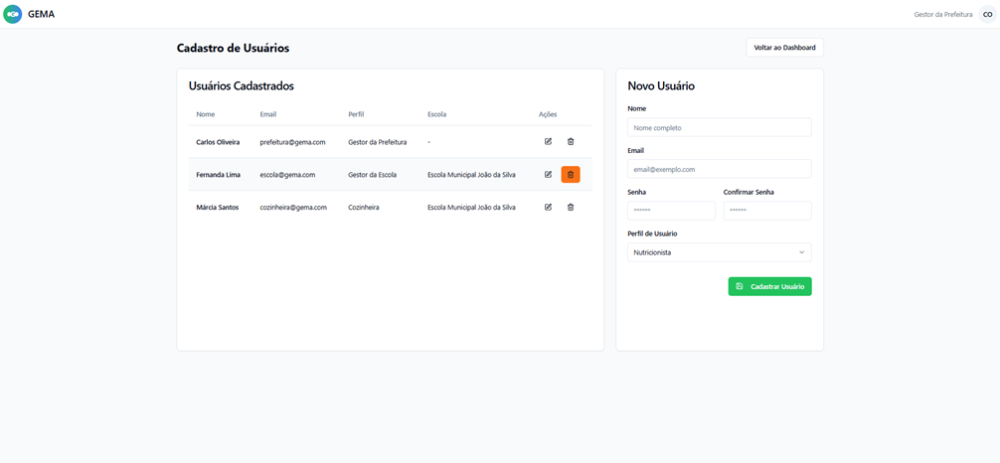 GEMA
Gestor da Prefeitura CO
Cadastro de Usuários
Voltar ao Dashboard
Usuários Cadastrados
Nome Email Perfil Escola Ações
Carlos Oliveira prefeitura@gema.com Gestor da Prefeitura -
Fernanda Lima escola@gema.com Gestor da Escola Escola Municipal João da Silva
Márcia Santos cozinheira@gema.com Cozinheira Escola Municipal João da Silva
Novo Usuário
Nome
Nome completo
Email
email@exemplo.com
Senha Confirmar Senha
****** ******
Perfil de Usuário
Nutricionista
Cadastrar Usuário